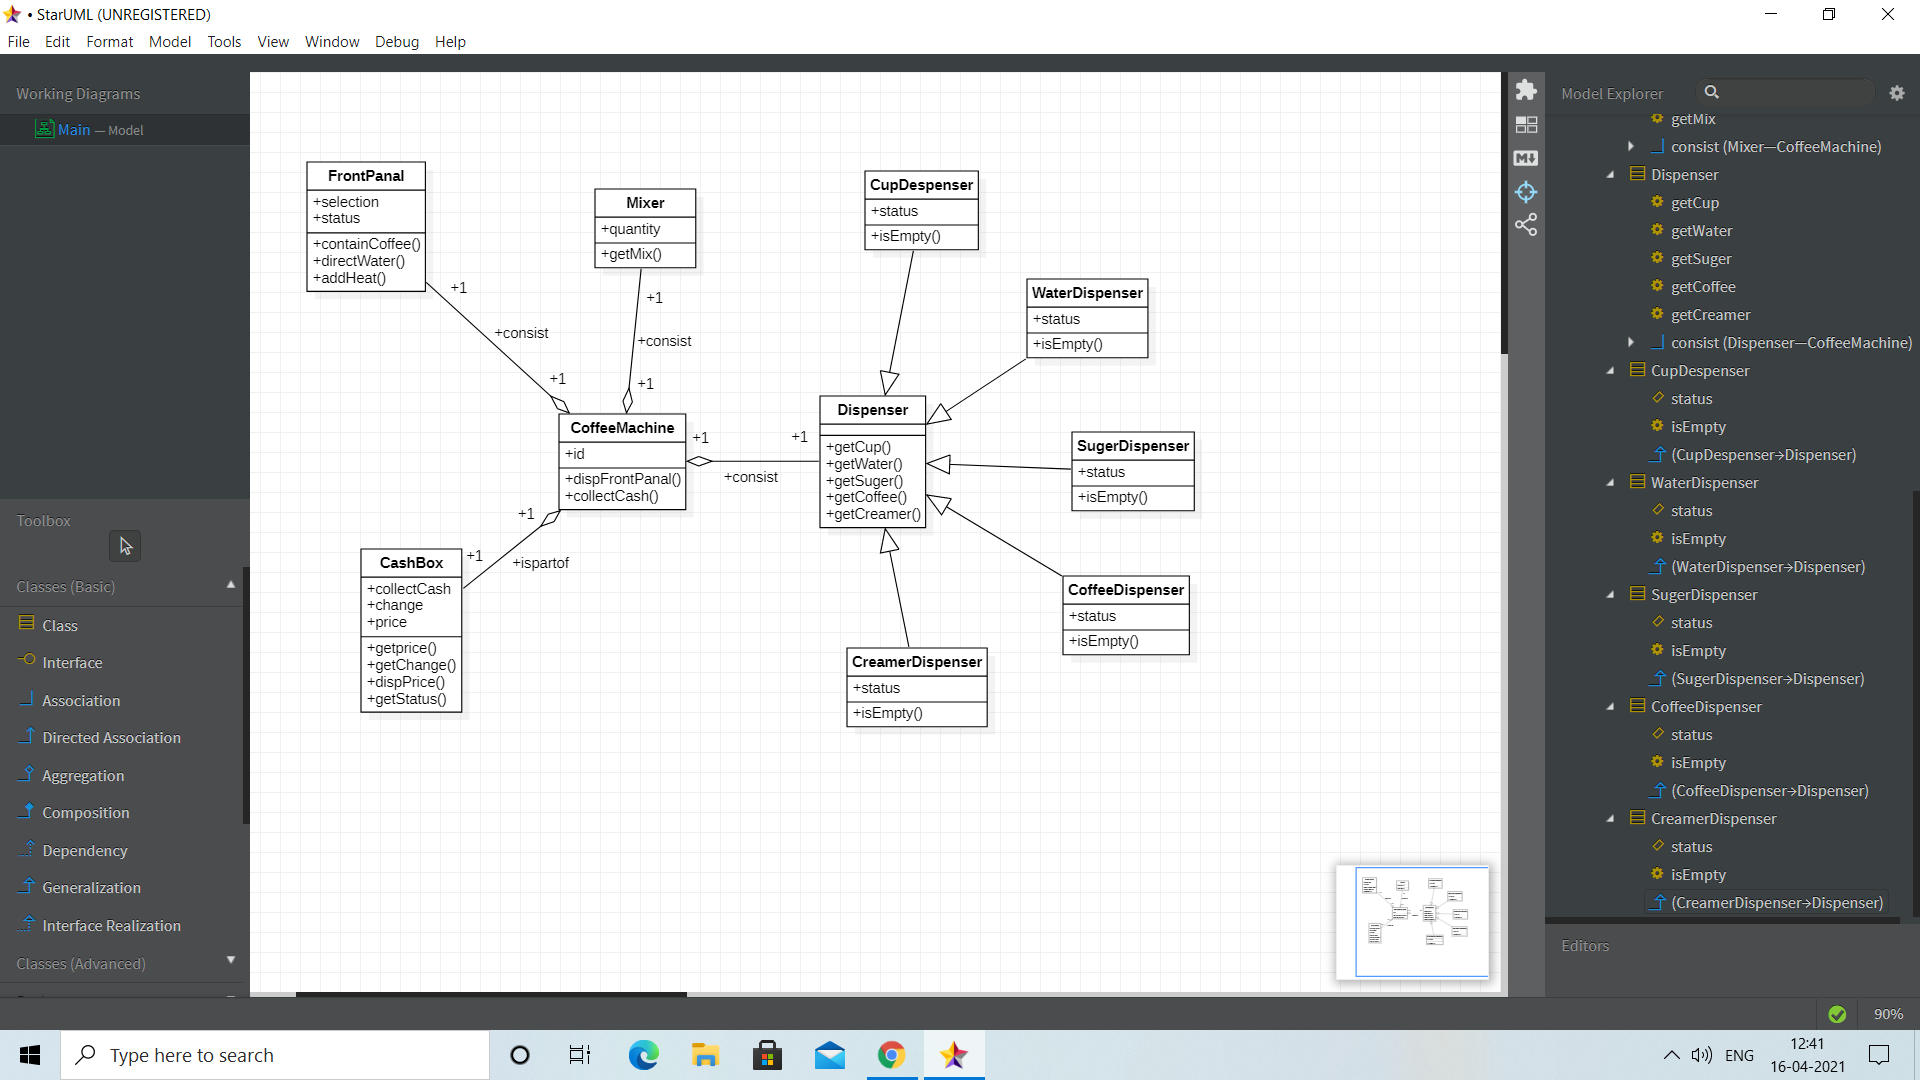 • StarUML (UNREGISTERED)
File Edit Format Model Tools View Window Debug Help
Working Diagrams
Main — Model
Toolbox
Classes (Basic)
Class
Interface
Association
Directed Association
Aggregation
Composition
Dependency
Generalization
Interface Realization
Classes (Advanced)
FrontPanal
+selection
+status
+containCoffee()
+directWater()
+addHeat()
+1
+consist
+1
Mixer
+quantity
+getMix()
+1
+consist
+1
CoffeeMachine
+id
+dispFrontPanal()
+collectCash()
+1
+consist
+1
+1
+ispartof
+1
CashBox
+collectCash
+change
+price
+getprice()
+getChange()
+dispPrice()
+getStatus()
CupDespenser
+status
+isEmpty()
WaterDispenser
+status
+isEmpty()
Dispenser
+getCup()
+getWater()
+getSuger()
+getCoffee()
+getCreamer()
SugerDispenser
+status
+isEmpty()
CoffeeDispenser
+status
+isEmpty()
CreamerDispenser
+status
+isEmpty()
Model Explorer
getMix
consist (Mixer—CoffeeMachine)
Dispenser
getCup
getWater
getSuger
getCoffee
getCreamer
consist (Dispenser—CoffeeMachine)
CupDespenser
status
isEmpty
(CupDespenser→Dispenser)
WaterDispenser
status
isEmpty
(WaterDispenser→Dispenser)
SugerDispenser
status
isEmpty
(SugerDispenser→Dispenser)
CoffeeDispenser
status
isEmpty
(CoffeeDispenser→Dispenser)
CreamerDispenser
status
isEmpty
(CreamerDispenser→Dispenser)
Editors
90%
Type here to search
ENG
12:41
16-04-2021